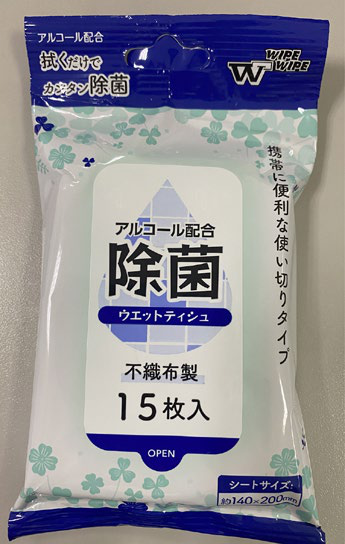 アルコール配合
拭くだけで
カンタン除菌
W WIPE
WIPE
携帯に便利な使い切りタイプ
アルコール配合
除菌
ウエットティシュ
不織布製
15枚入
OPEN
シートサイズ:
約140×200mm